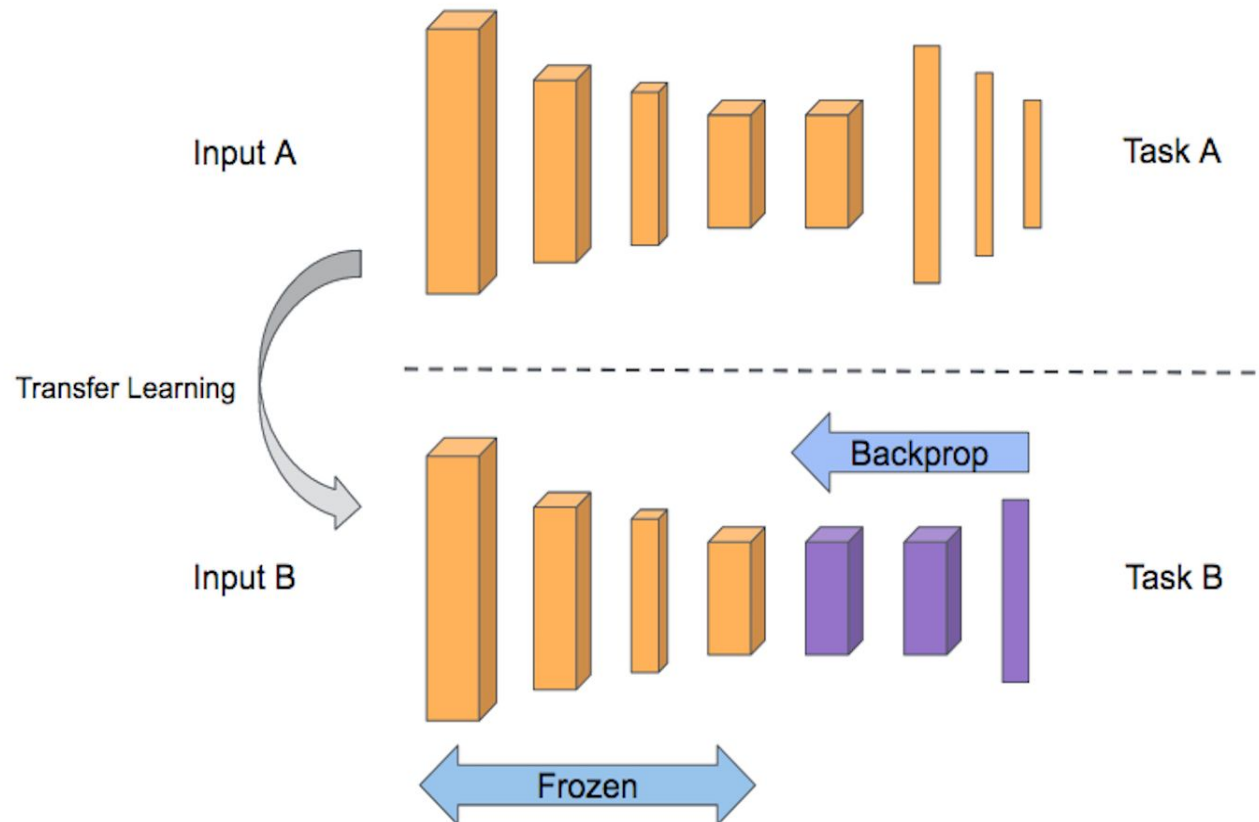 Input A
Task A
Transfer Learning
Backprop
Input B
Task B
Frozen